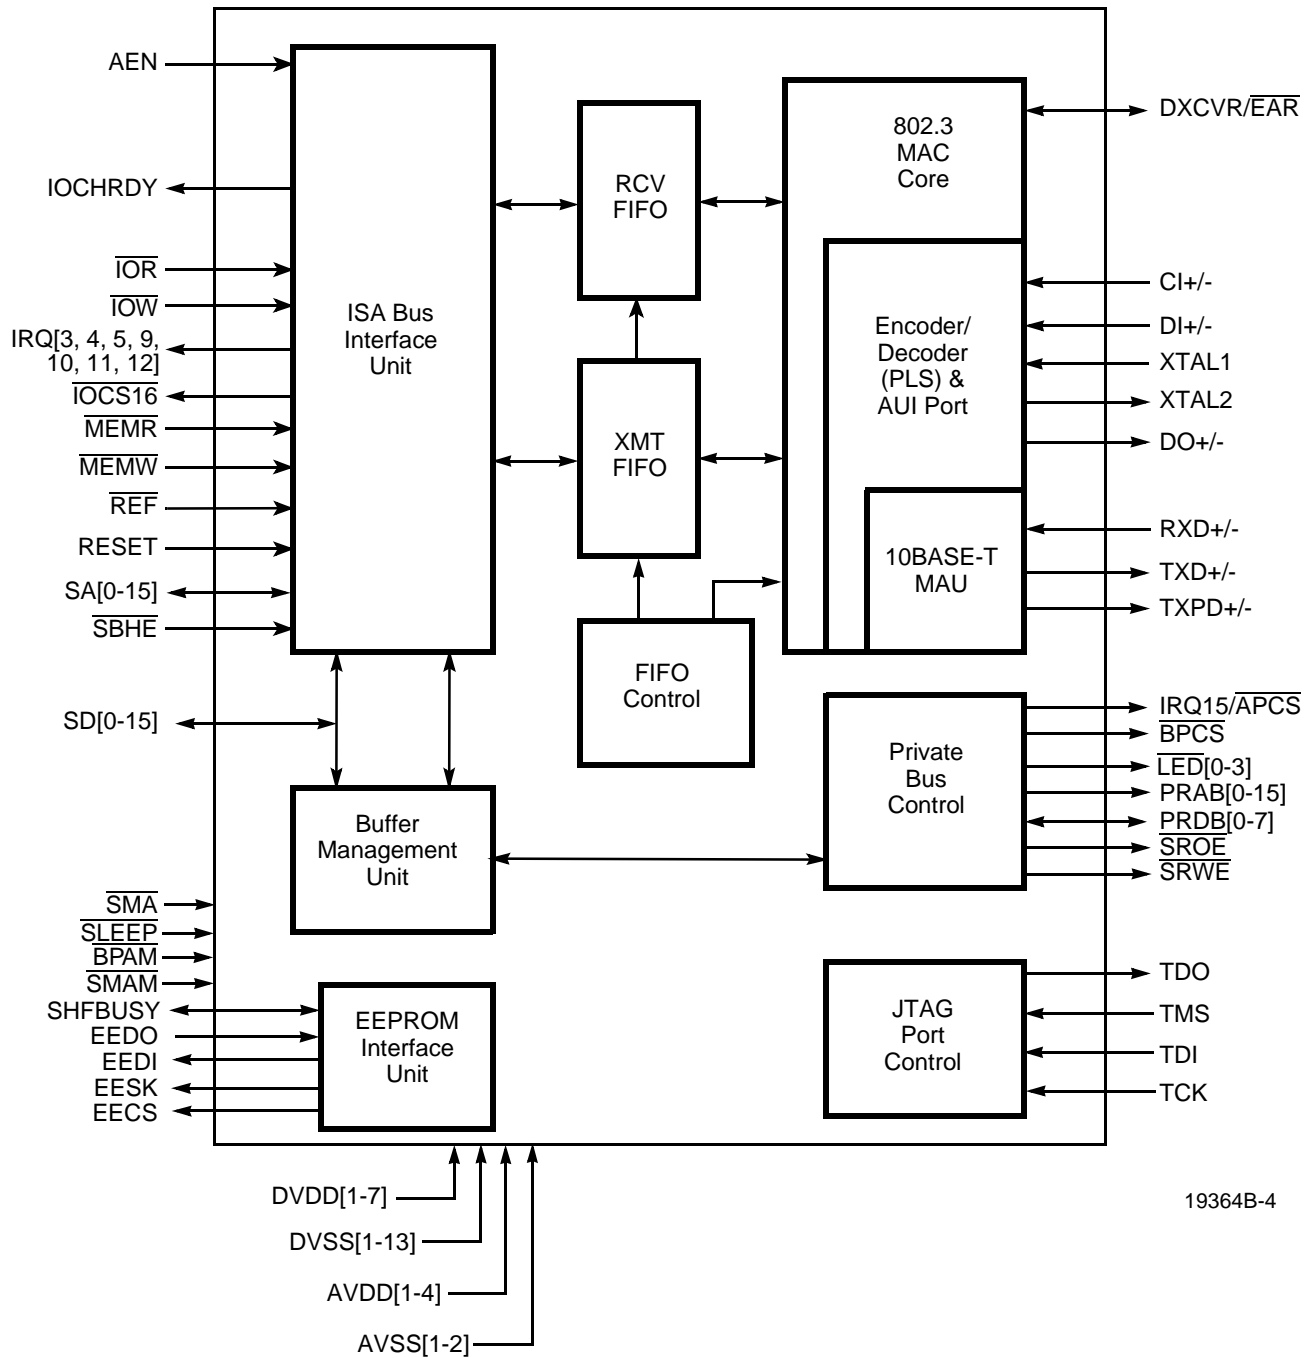 AEN
IOCHRDY
IOR
IOW
IRQ[3, 4, 5, 9,
10, 11, 12]
IOCS16
MEMR
MEMW
REF
RESET
SA[0-15]
SBHE
SD[0-15]
SMA
SLEEP
BPAM
SMAM
SHFBUSY
EEDO
EEDI
EESK
EECS
ISA Bus
Interface
Unit
RCV
FIFO
XMT
FIFO
FIFO
Control
Buffer
Management
Unit
EEPROM
Interface
Unit
802.3
MAC
Core
Encoder/
Decoder
(PLS) &
AUI Port
10BASE-T
MAU
Private
Bus
Control
JTAG
Port
Control
DXCVR/EAR
CI+/-
DI+/-
XTAL1
XTAL2
DO+/-
RXD+/-
TXD+/-
TXPD+/-
IRQ15/APCS
BPCS
LED[0-3]
PRAB[0-15]
PRDB[0-7]
SROE
SRWE
TDO
TMS
TDI
TCK
DVDD[1-7]
DVSS[1-13]
AVDD[1-4]
AVSS[1-2]
19364B-4